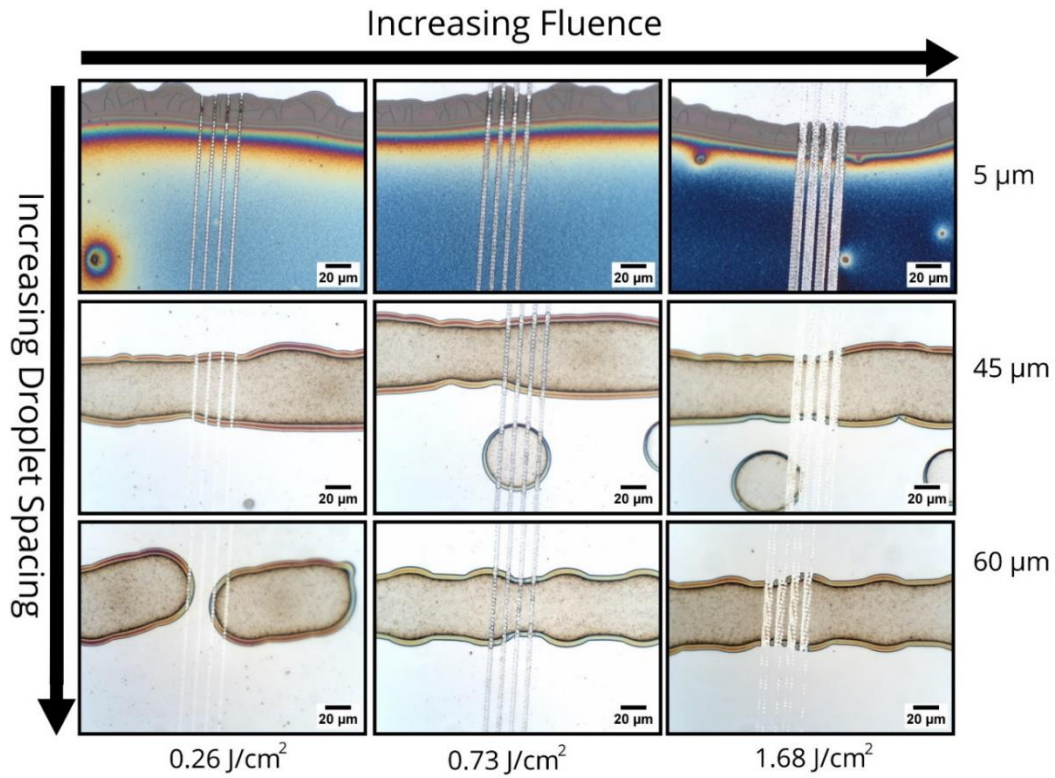 Increasing Fluence
Increasing Droplet Spacing
20 µm
20 µm
20 µm
5 µm
20 µm
20 µm
20 µm
45 µm
20 µm
20 µm
20 µm
60 µm
0.26 J/cm²
0.73 J/cm²
1.68 J/cm²